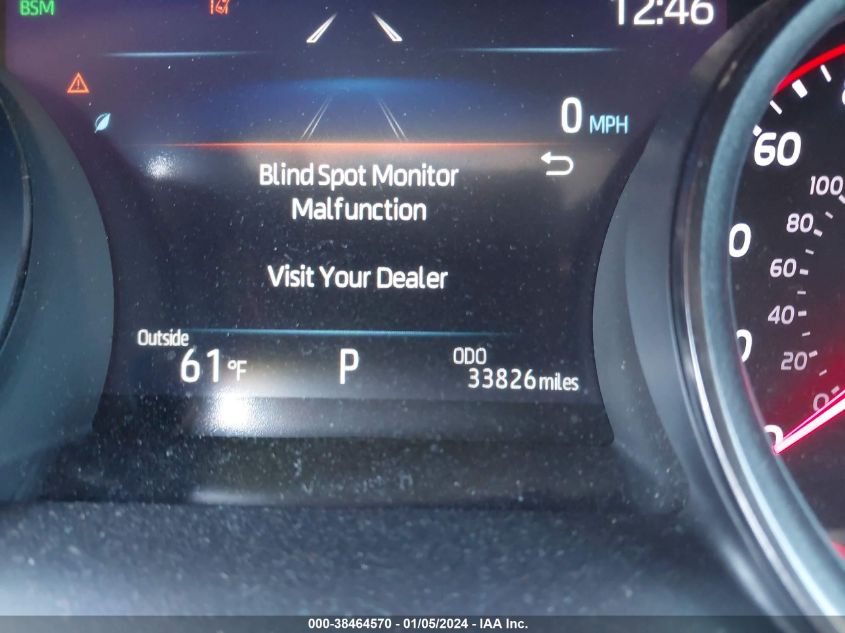 BSM
12:46
0 MPH
Blind Spot Monitor
Malfunction
Visit Your Dealer
Outside
61°F
P
ODO
33826 miles
60
100
80
60
40
20
0
000-38464570 - 01/05/2024 - IAA Inc.